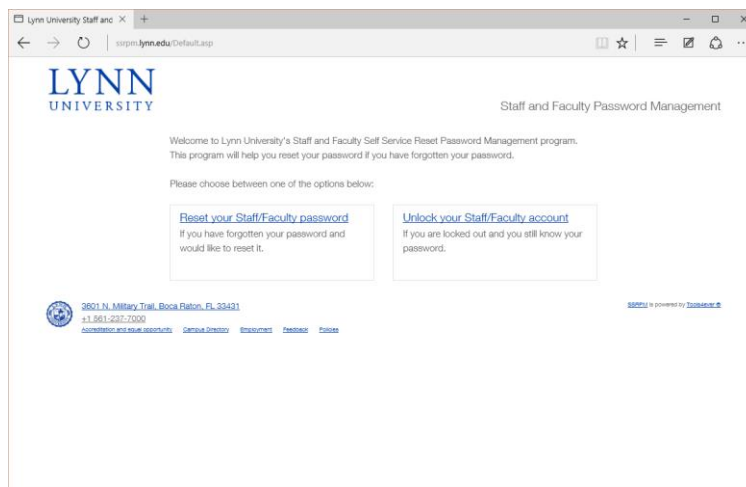 Lynn University Staff and
ssrpm.lynn.edu/Default.asp
LYNN
UNIVERSITY
Staff and Faculty Password Management
Welcome to Lynn University's Staff and Faculty Self Service Reset Password Management program.
This program will help you reset your password if you have forgotten your password.
Please choose between one of the options below:
Reset your Staff/Faculty password
If you have forgotten your password and
would like to reset it.
Unlock your Staff/Faculty account
If you are locked out and you still know your
password.
3601 N. Military Trail, Boca Raton, FL 33431
+1 561-237-7000
Accreditation and equal opportunity Campus Directory Employment Feedback Policies
SSRPM is powered by Tools4ever ©